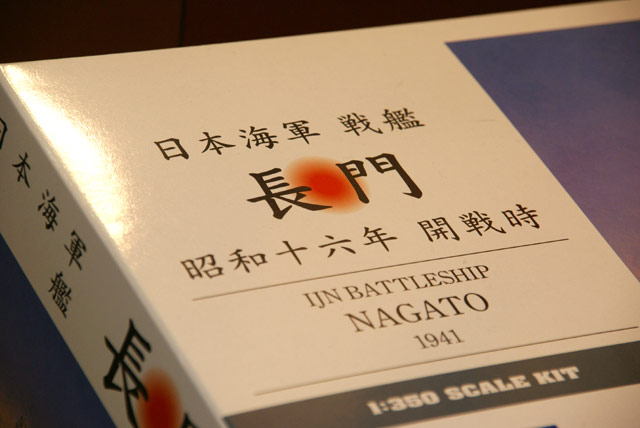 日本海軍 戦艦
長門
昭和十六年 開戦時
IJN BATTLESHIP
NAGATO
1941
1:350 SCALE KIT
日本海軍
艦
長